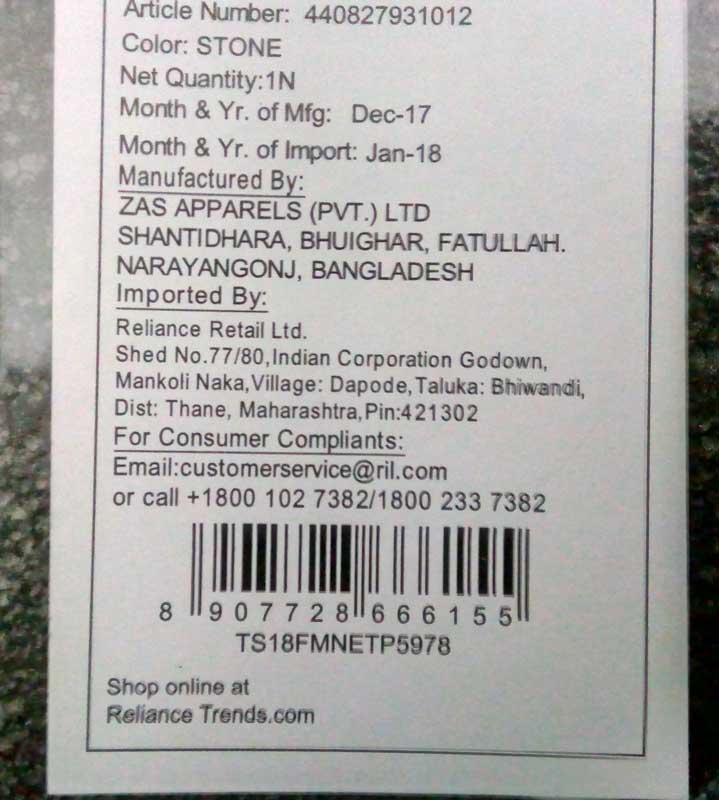 Article Number: 440827931012
Color: STONE
Net Quantity:1N
Month & Yr. of Mfg: Dec-17
Month & Yr. of Import: Jan-18
Manufactured By:
ZAS APPARELS (PVT.) LTD
SHANTIDHARA, BHUIGHAR, FATULLAH.
NARAYANGONJ, BANGLADESH
Imported By:
Reliance Retail Ltd.
Shed No.77/80,Indian Corporation Godown,
Mankoli Naka,Village: Dapode,Taluka: Bhiwandi,
Dist: Thane, Maharashtra,Pin:421302
For Consumer Compliants:
Email:customerservice@ril.com
or call +1800 102 7382/1800 233 7382
8 907728 666155
TS18FMNETP5978
Shop online at
Reliance Trends.com